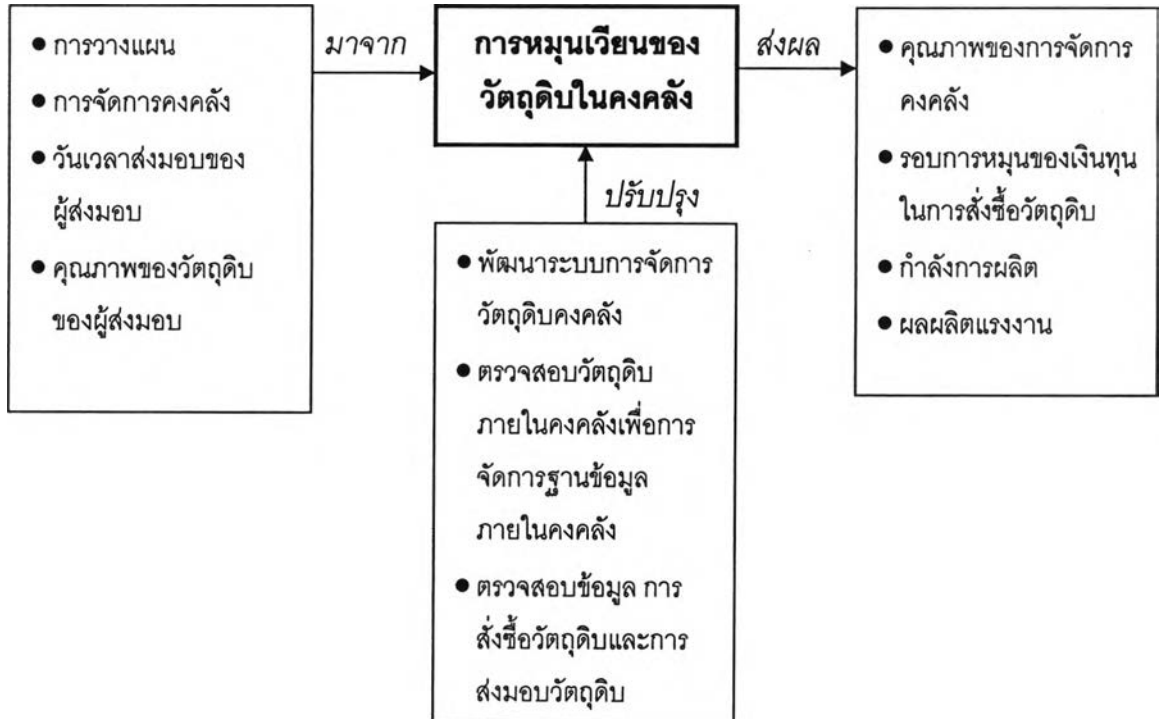 ● การวางแผน
● การจัดการคงคลัง
● วันเวลาส่งมอบของ
ผู้ส่งมอบ
● คุณภาพของวัตถุดิบ
ของผู้ส่งมอบ
มาจาก
การหมุนเวียนของ
วัตถุดิบในคงคลัง
ส่งผล
● คุณภาพของการจัดการ
คงคลัง
● รอบการหมุนของเงินทุน
ในการสั่งซื้อวัตถุดิบ
● กำลังการผลิต
● ผลผลิตแรงงาน
ปรับปรุง
● พัฒนาระบบการจัดการ
วัตถุดิบคงคลัง
● ตรวจสอบวัตถุดิบ
ภายในคงคลังเพื่อการ
จัดการฐานข้อมูล
ภายในคงคลัง
● ตรวจสอบข้อมูล การ
สั่งซื้อวัตถุดิบและการ
ส่งมอบวัตถุดิบ